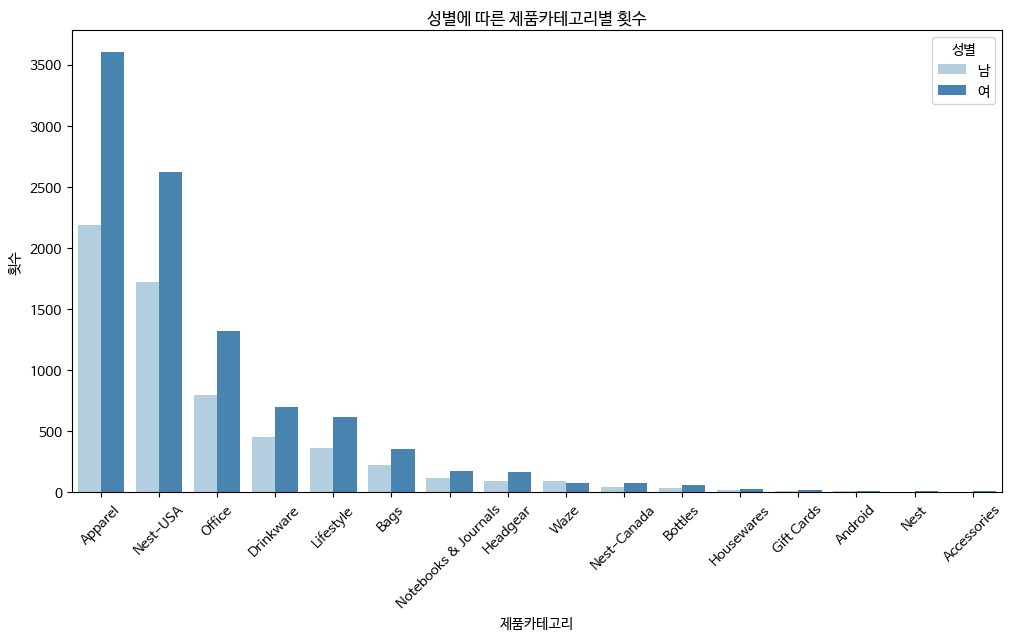 성별에 따른 제품카테고리별 횟수
성별
남
여
횟수
3500
3000
2500
2000
1500
1000
500
0
Apparel
Nest-USA
Office
Drinkware
Lifestyle
Bags
Notebooks & Journals
Headgear
Waze
Nest-Canada
Bottles
Housewares
Gift Cards
Android
Nest
Accessories
제품카테고리